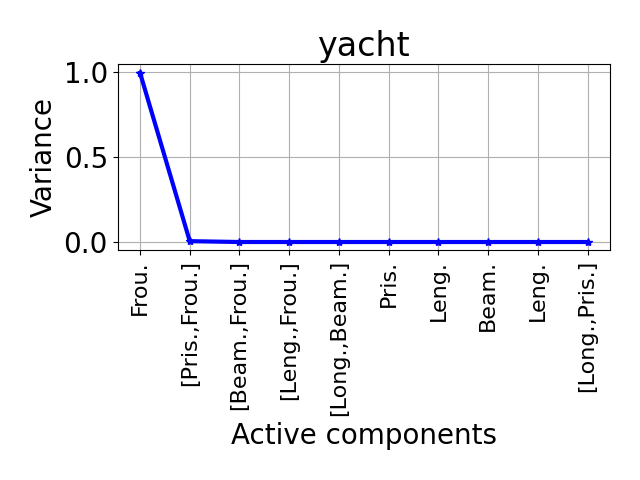 yacht
Variance
1.0
0.5
0.0
Frou.
[Pris.,Frou.]
[Beam.,Frou.]
[Leng.,Frou.]
[Long.,Beam.]
Pris.
Leng.
Beam.
Leng.
[Long.,Pris.]
Active components